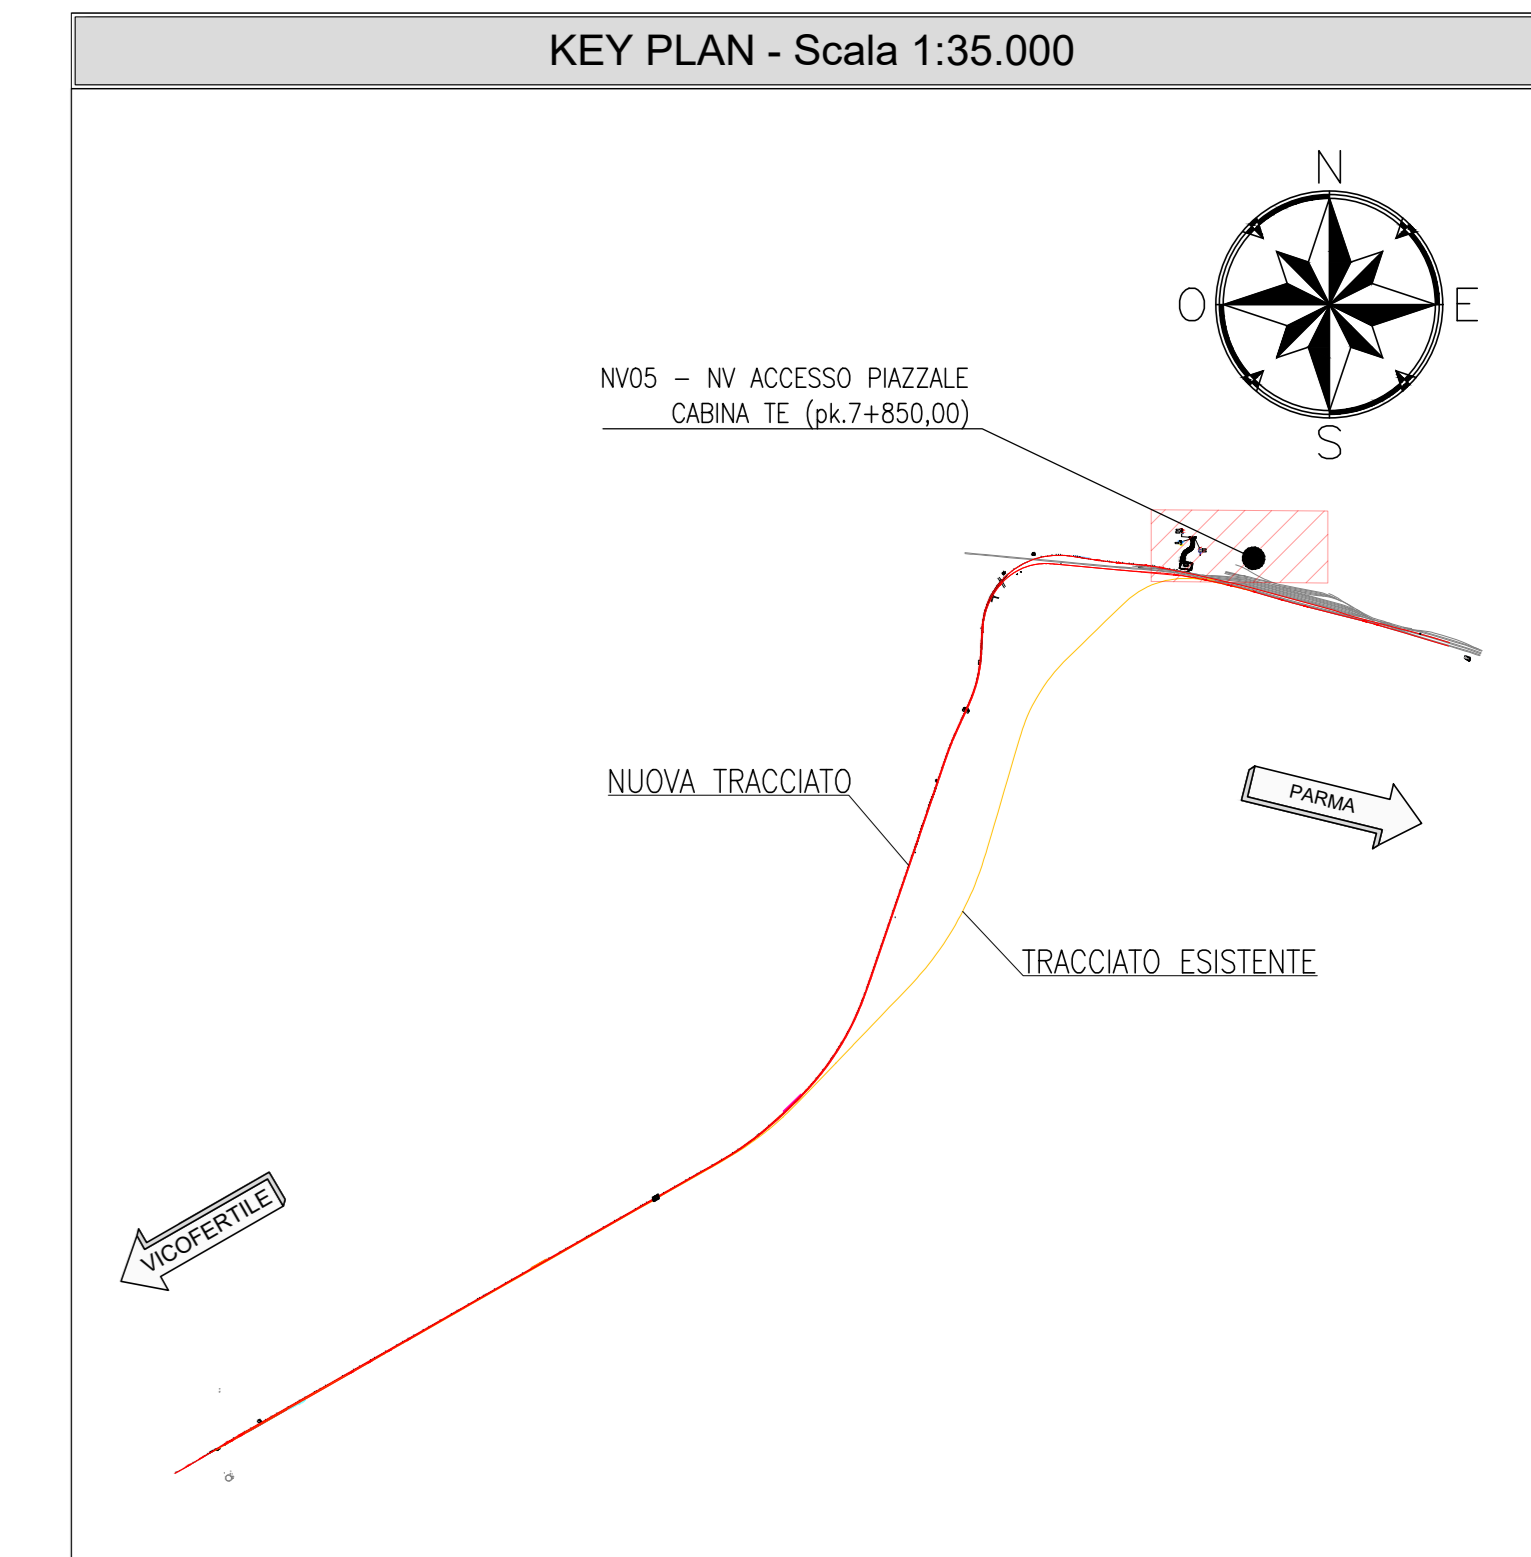 KEY PLAN - Scala 1:35.000
N
O
E
S
NV05 – NV ACCESSO PIAZZALE
CABINA TE (pk.7+850,00)
NUOVA TRACCIATO
PARMA
TRACCIATO ESISTENTE
VICOFERTILE